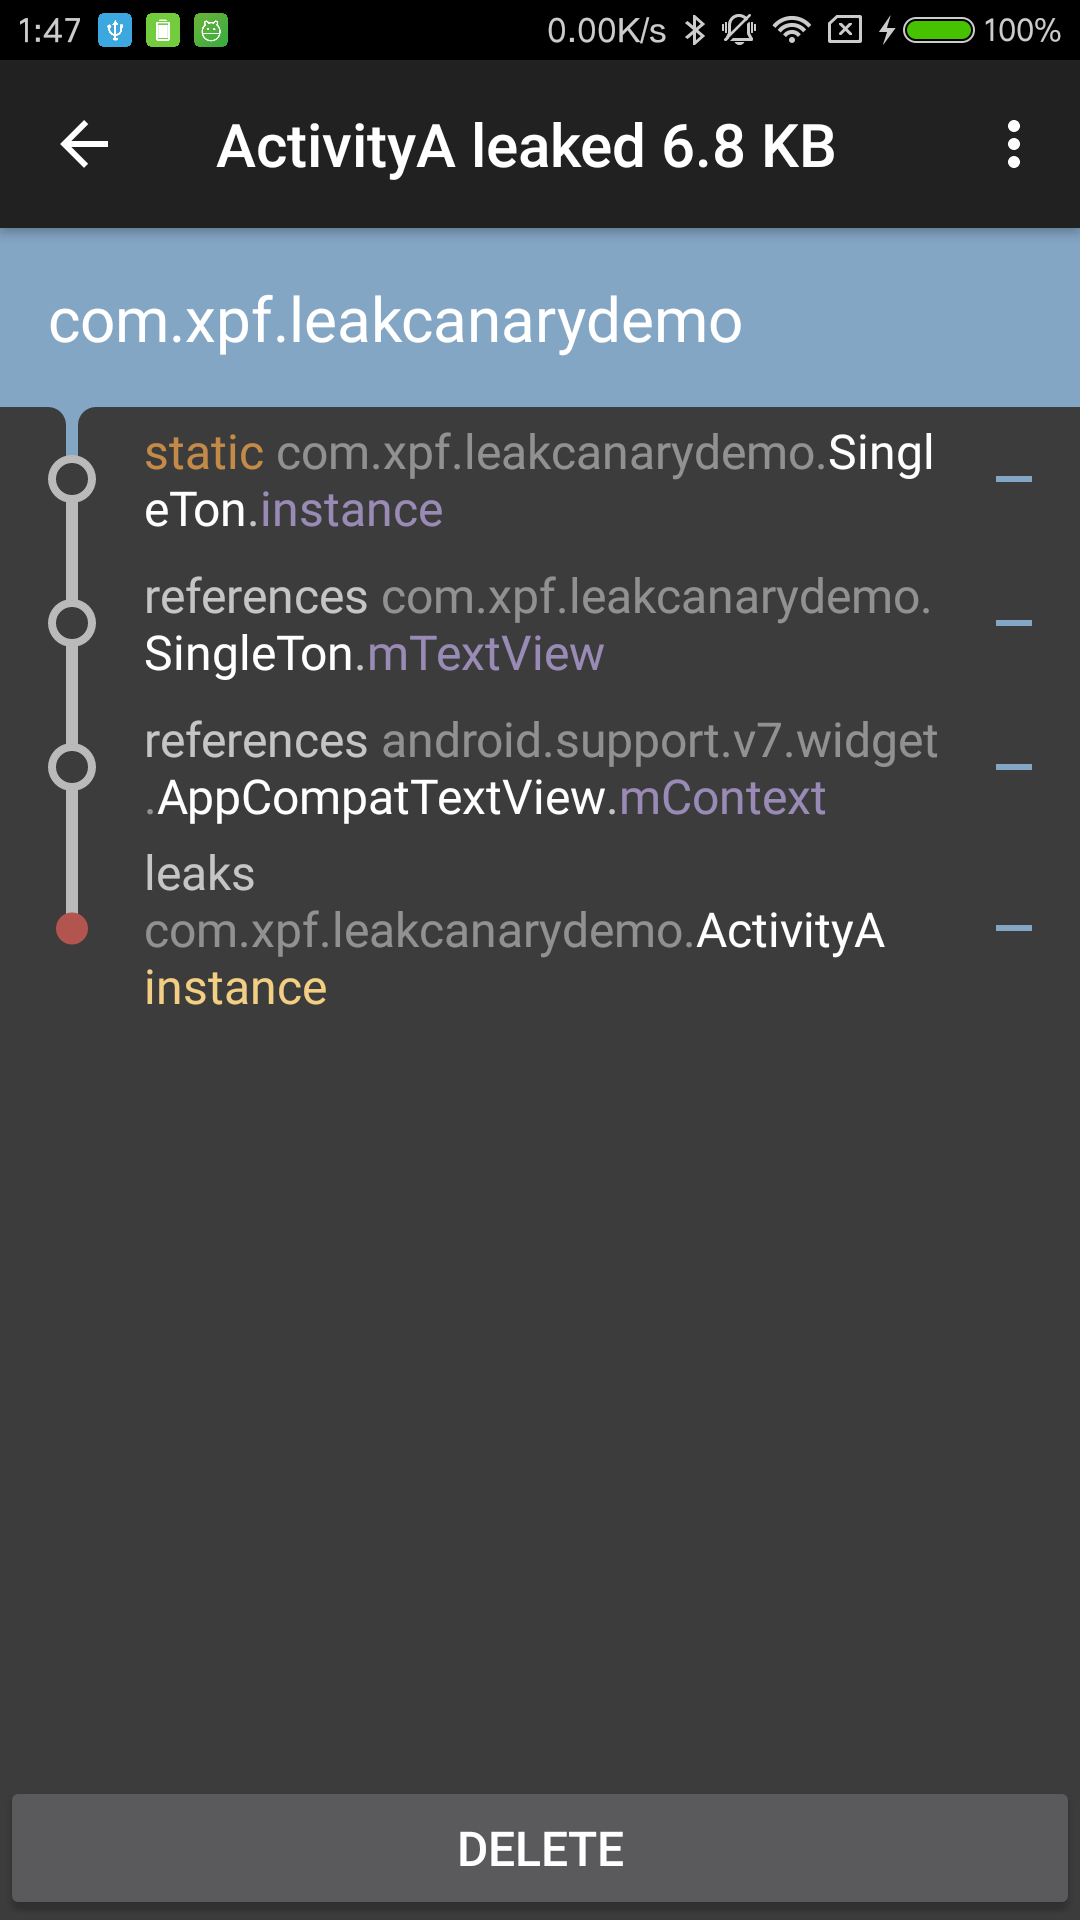 1:47 0.00K/s 100%
ActivityA leaked 6.8 KB
com.xpf.leakcanarydemo
static com.xpf.leakcanarydemo.Singl
eTon.instance
references com.xpf.leakcanarydemo.
SingleTon.mTextView
references android.support.v7.widget
.AppCompatTextView.mContext
leaks
com.xpf.leakcanarydemo.ActivityA
instance
DELETE